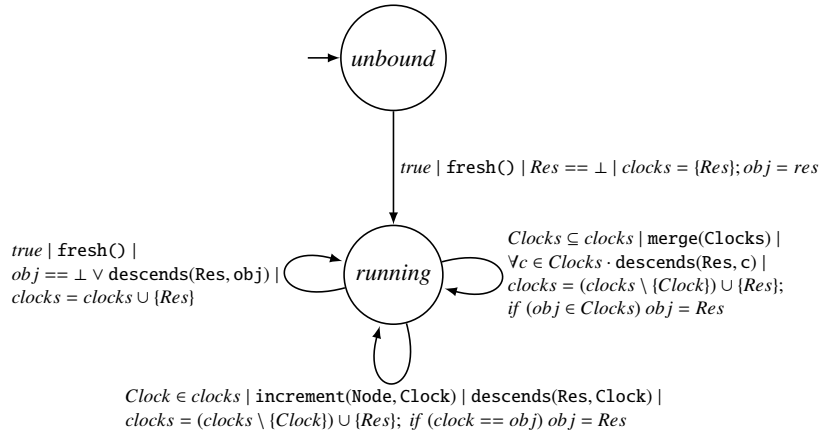 unbound
true | fresh() | Res == ⊥ | clocks = {Res}; obj = res
true | fresh() |
obj == ⊥ ∨ descends(Res, obj) |
clocks = clocks ∪ {Res}
running
Clocks ⊆ clocks | merge(Clocks) |
∀c ∈ Clocks · descends(Res, c) |
clocks = (clocks \ {Clock}) ∪ {Res};
if (obj ∈ Clocks) obj = Res
Clock ∈ clocks | increment(Node, Clock) | descends(Res, Clock) |
clocks = (clocks \ {Clock}) ∪ {Res}; if (clock == obj) obj = Res